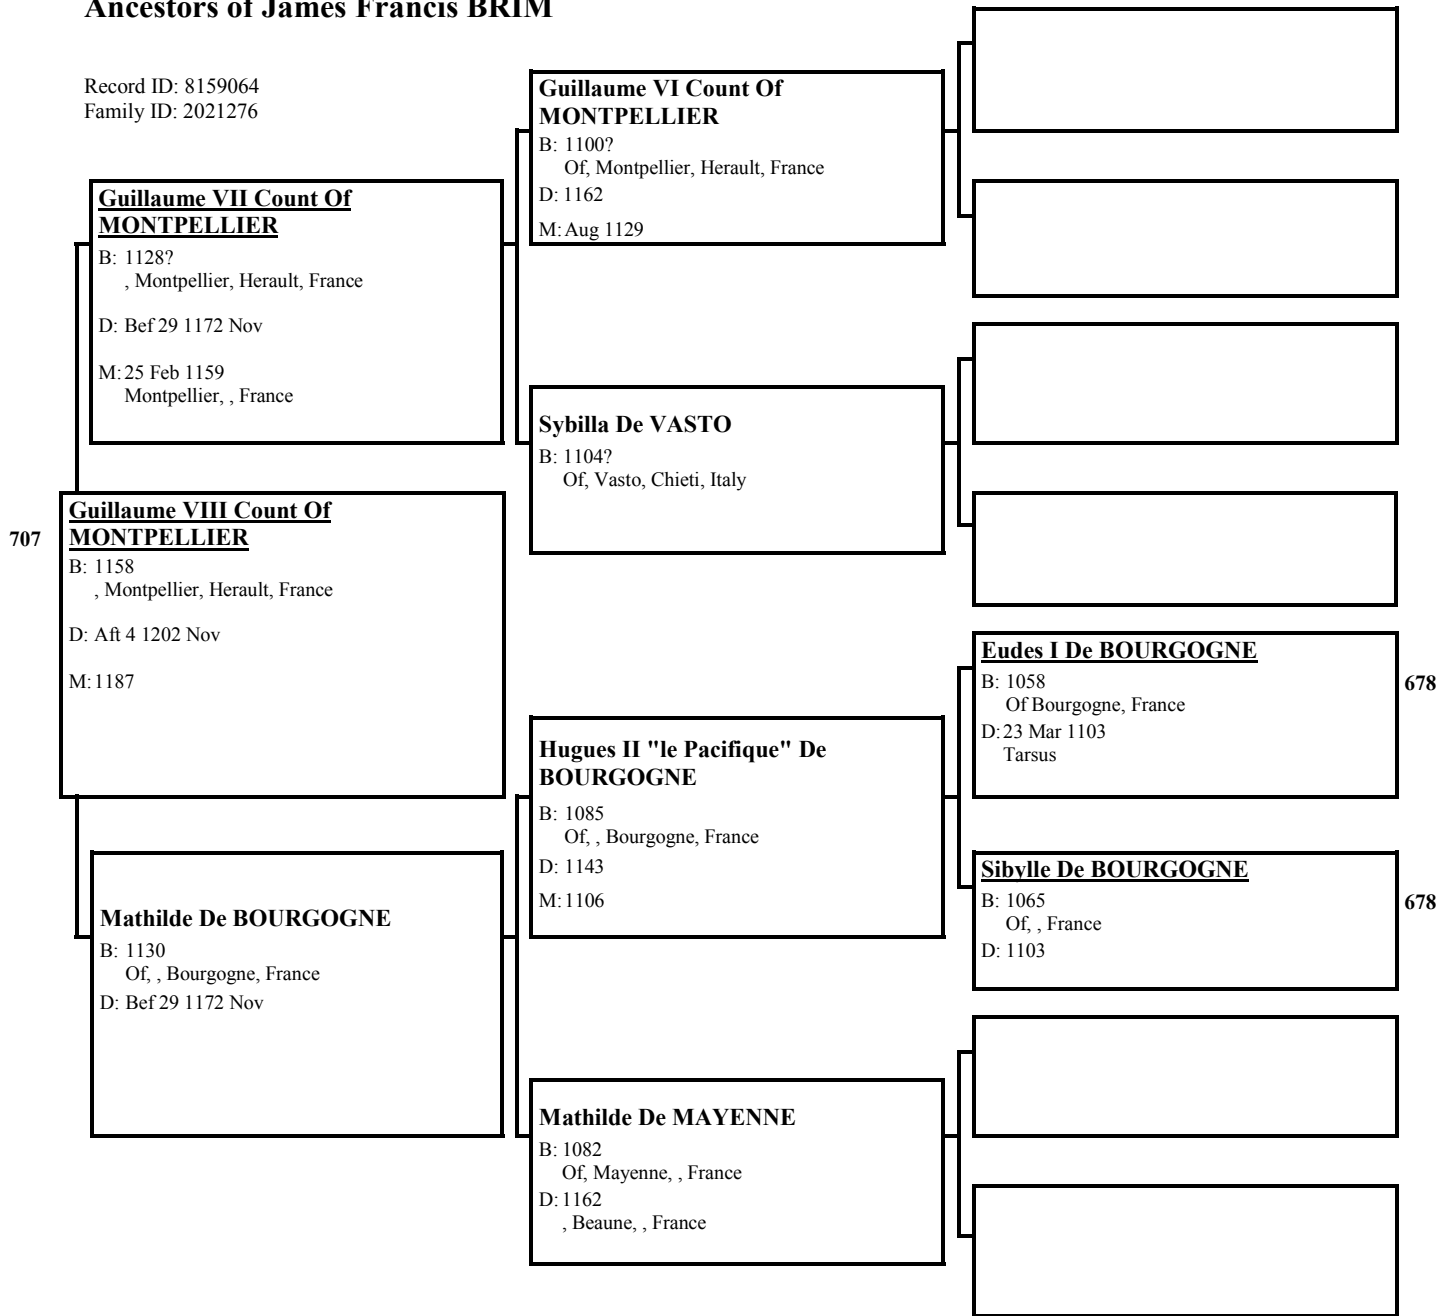 Ancestors of James Francis BRIM
Record ID: 8159064
Family ID: 2021276
Guillaume VI Count Of
MONTPELLIER
B: 1100?
Of, Montpellier, Herault, France
D: 1162
M: Aug 1129
Guillaume VII Count Of
MONTPELLIER
B: 1128?
, Montpellier, Herault, France
D: Bef 29 1172 Nov
M: 25 Feb 1159
Montpellier, , France
Sybilla De VASTO
B: 1104?
Of, Vasto, Chieti, Italy
707
Guillaume VIII Count Of
MONTPELLIER
B: 1158
, Montpellier, Herault, France
D: Aft 4 1202 Nov
M: 1187
Eudes I De BOURGOGNE
B: 1058
Of Bourgogne, France
D: 23 Mar 1103
Tarsus
678
Hugues II "le Pacifique" De
BOURGOGNE
B: 1085
Of, , Bourgogne, France
D: 1143
M: 1106
Sibylle De BOURGOGNE
B: 1065
Of, , France
D: 1103
678
Mathilde De BOURGOGNE
B: 1130
Of, , Bourgogne, France
D: Bef 29 1172 Nov
Mathilde De MAYENNE
B: 1082
Of, Mayenne, , France
D: 1162
, Beaune, , France